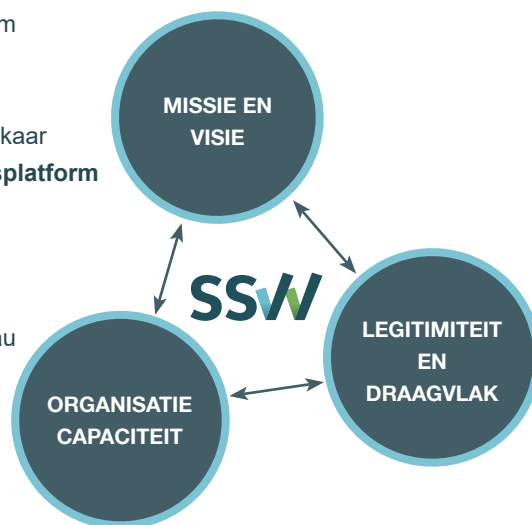 m
MISSIE EN
VISIE
kaar
splatform
SSW
au
LEGITIMITEIT
EN
DRAAGVLAK
ORGANISATIE
CAPACITEIT